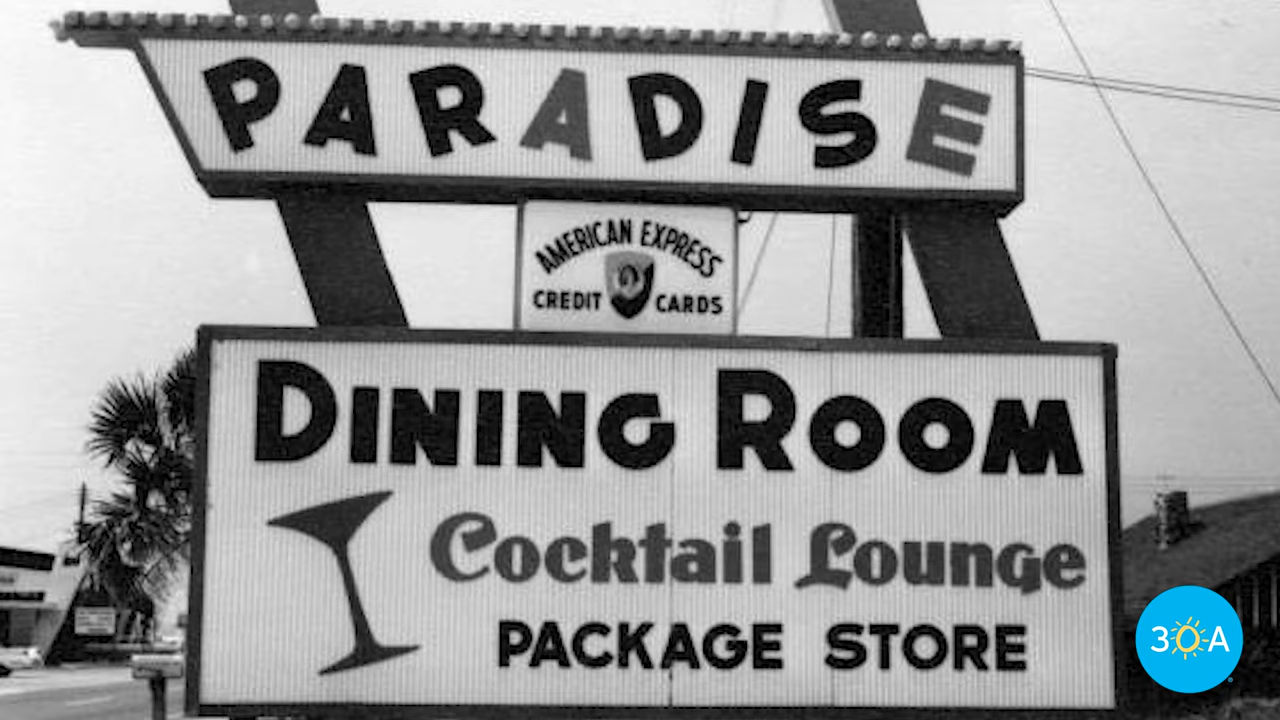 PARADISE
AMERICAN EXPRESS
CREDIT CARDS
DINING ROOM
Cocktail Lounge
PACKAGE STORE
30A